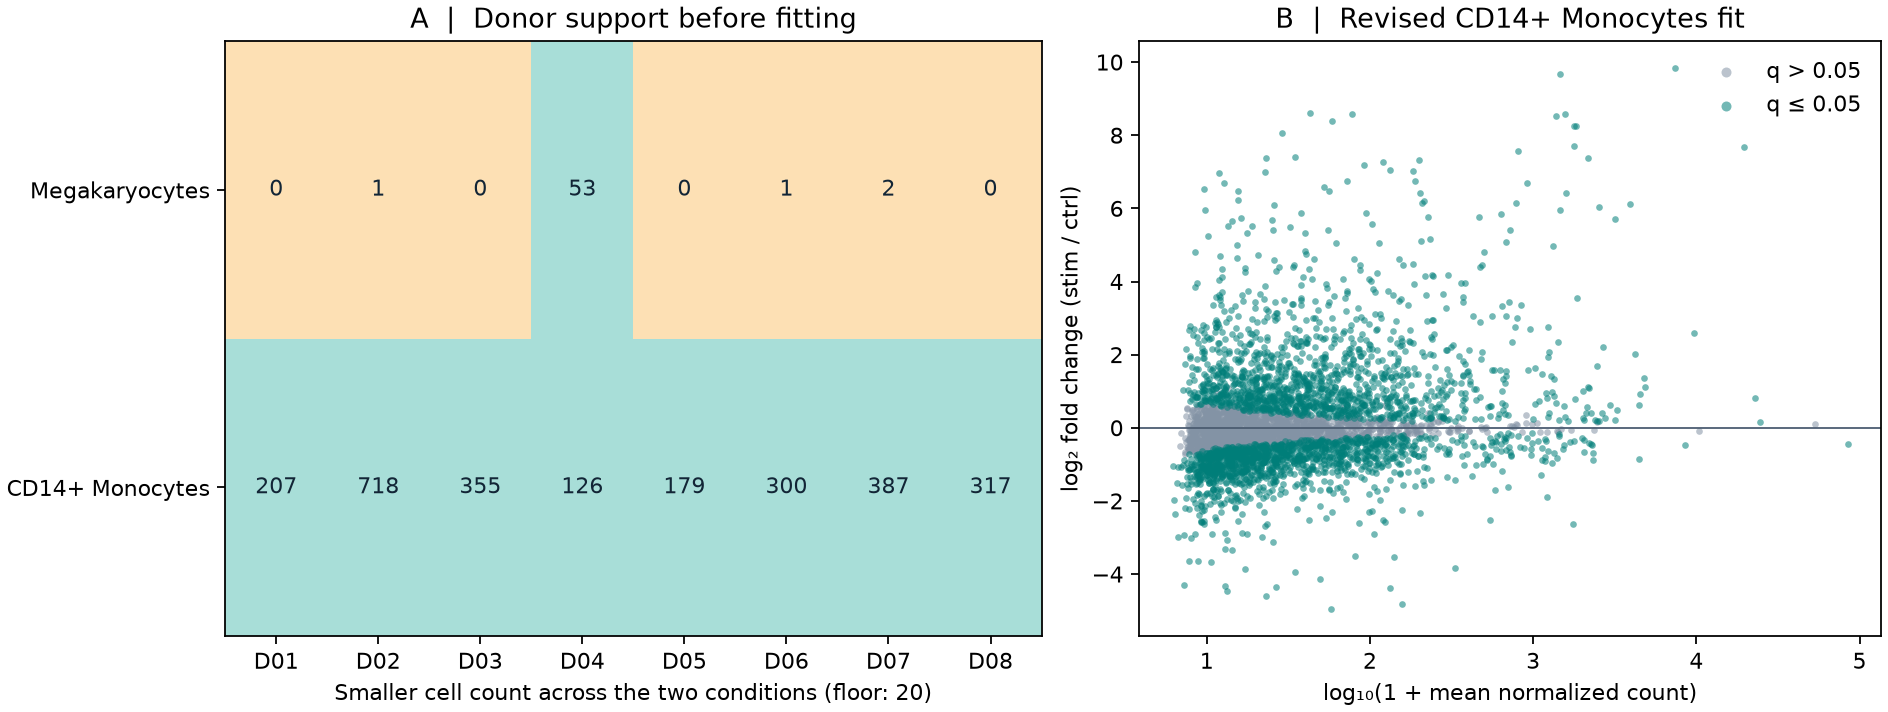 A | Donor support before fitting
Megakaryocytes
0 1 0 53 0 1 2 0
CD14+ Monocytes
207 718 355 126 179 300 387 317
D01 D02 D03 D04 D05 D06 D07 D08
Smaller cell count across the two conditions (floor: 20)
B | Revised CD14+ Monocytes fit
log₂ fold change (stim / ctrl)
10
8
6
4
2
0
−2
−4
q > 0.05
q ≤ 0.05
1 2 3 4 5
log₁₀(1 + mean normalized count)